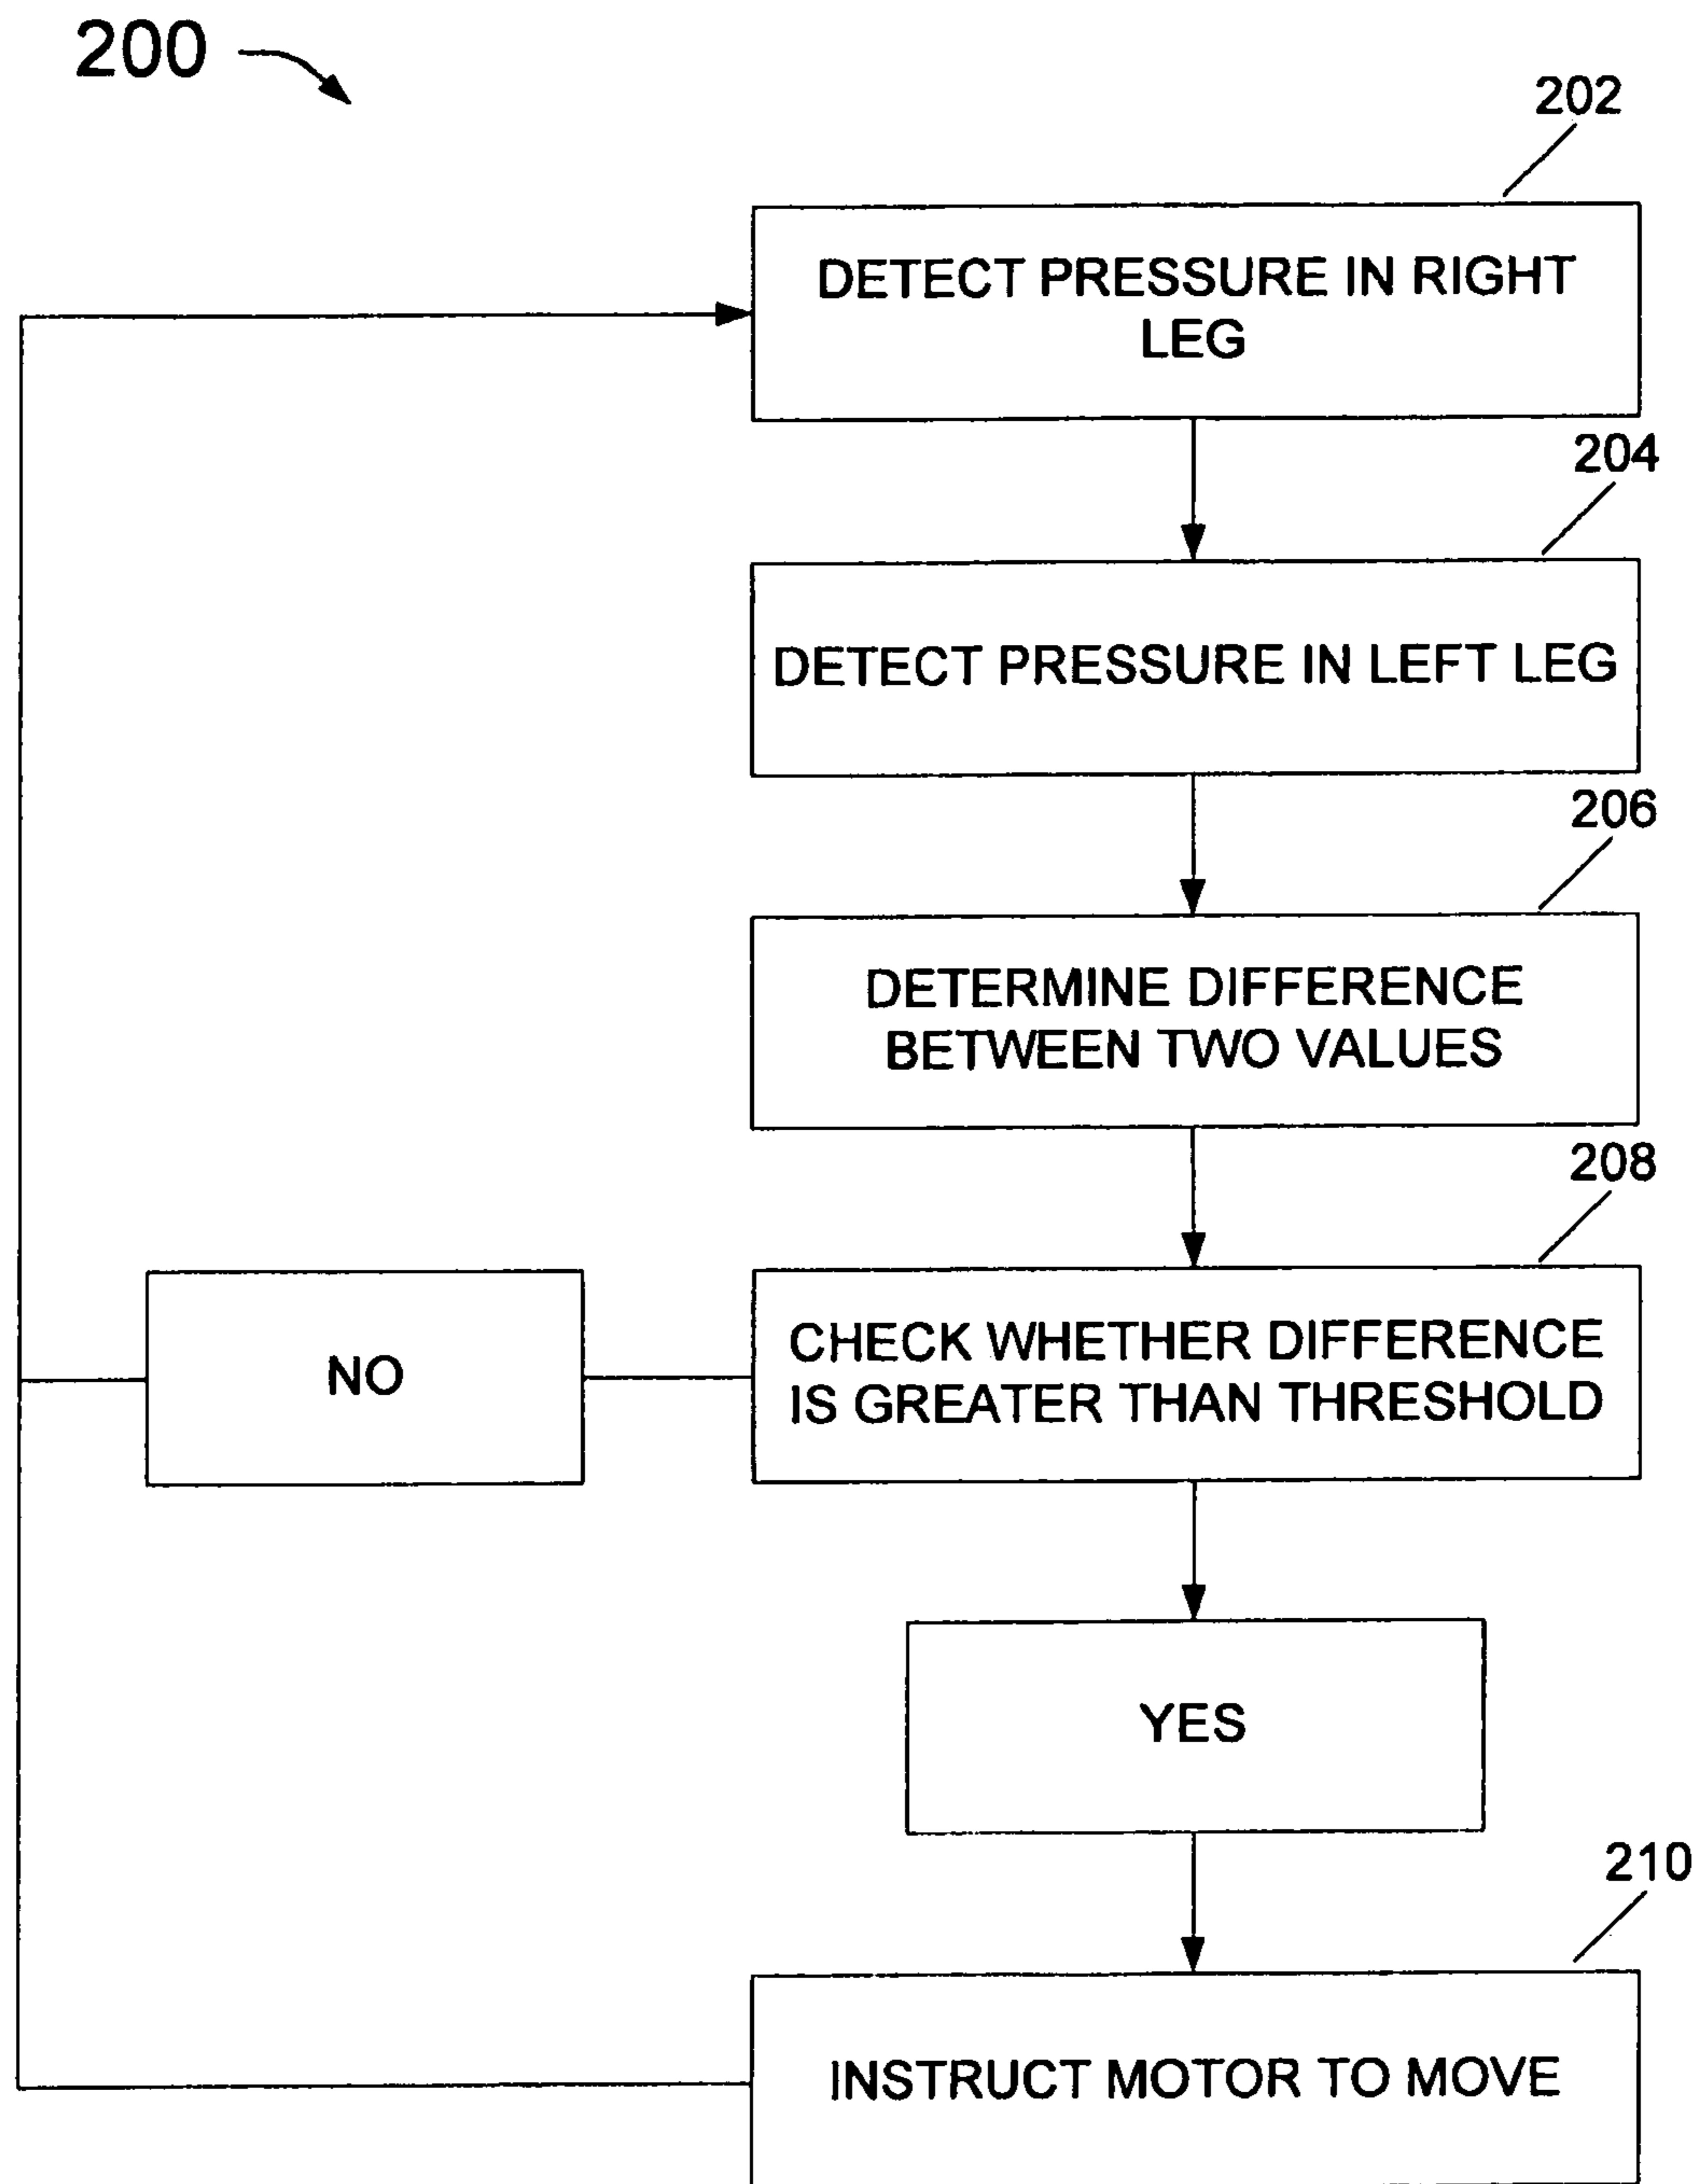 200
202
DETECT PRESSURE IN RIGHT
LEG
204
DETECT PRESSURE IN LEFT LEG
206
DETERMINE DIFFERENCE
BETWEEN TWO VALUES
208
CHECK WHETHER DIFFERENCE
IS GREATER THAN THRESHOLD
NO
YES
210
INSTRUCT MOTOR TO MOVE